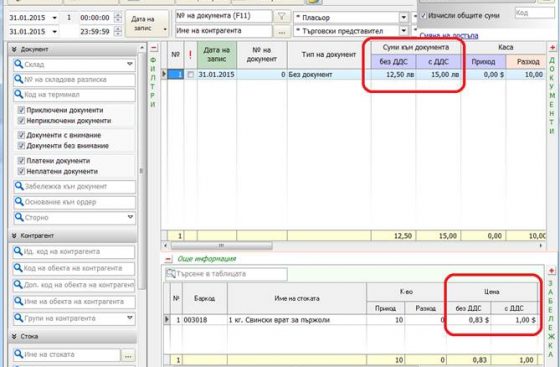 31.01.2015 1 00:00:00
31.01.2015 23:59:59
Дата на запис
№ на документа (F11)
Име на контрагента
* Пласьор
* Търговски представител
Изчисли общите суми
Код
Смяна на достъпа
Документ
Склад
№ на складова разписка
Код на терминал
Приключени документи
Неприключени документи
Документи с внимание
Документи без внимание
Платени документи
Неплатени документи
Забележка към документ
Основание към ордер
Сторно
Контрагент
Ид. код на контрагента
Код на обекта на контрагента
Доп. код на обекта на контрагента
Име на обекта на контрагента
Групи на контрагента
Стока
Име на стоката
ФИЛТРИ
№ ! Дата на запис № на документ Тип на документ Суми към документа Каса
без ДДС с ДДС Приход Разход
1 31.01.2015 0 Без документ 12,50 лв 15,00 лв 0,00 $ 10,00
1 12,50 15,00 0,00 10,00
ДОКУМЕНТИ
Още информация
Търсене в таблицата
№ Баркод Име на стоката К-во Цена
Приход Разход без ДДС с ДДС
1 003018 1 кг. Свински врат за пържоли 10 0 0,83 $ 1,00 $
1 10 0 0,83 1,00
ЗАБЕЛЕЖКА